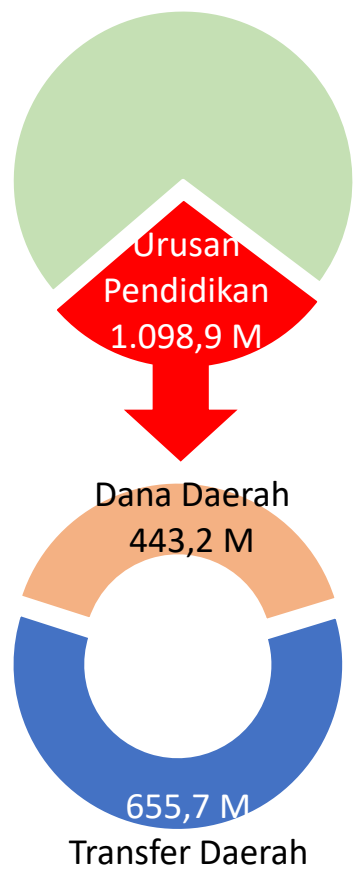 Urusan
Pendidikan
1.098,9 M
Dana Daerah
443,2 M
655,7 M
Transfer Daerah